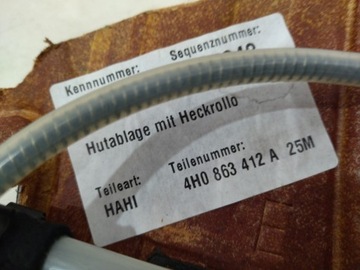 Kennnummer: Sequenznummer:
Hutablage mit Heckrollo
Teileart: Teilenummer:
HAHI 4H0 863 412 A 25M